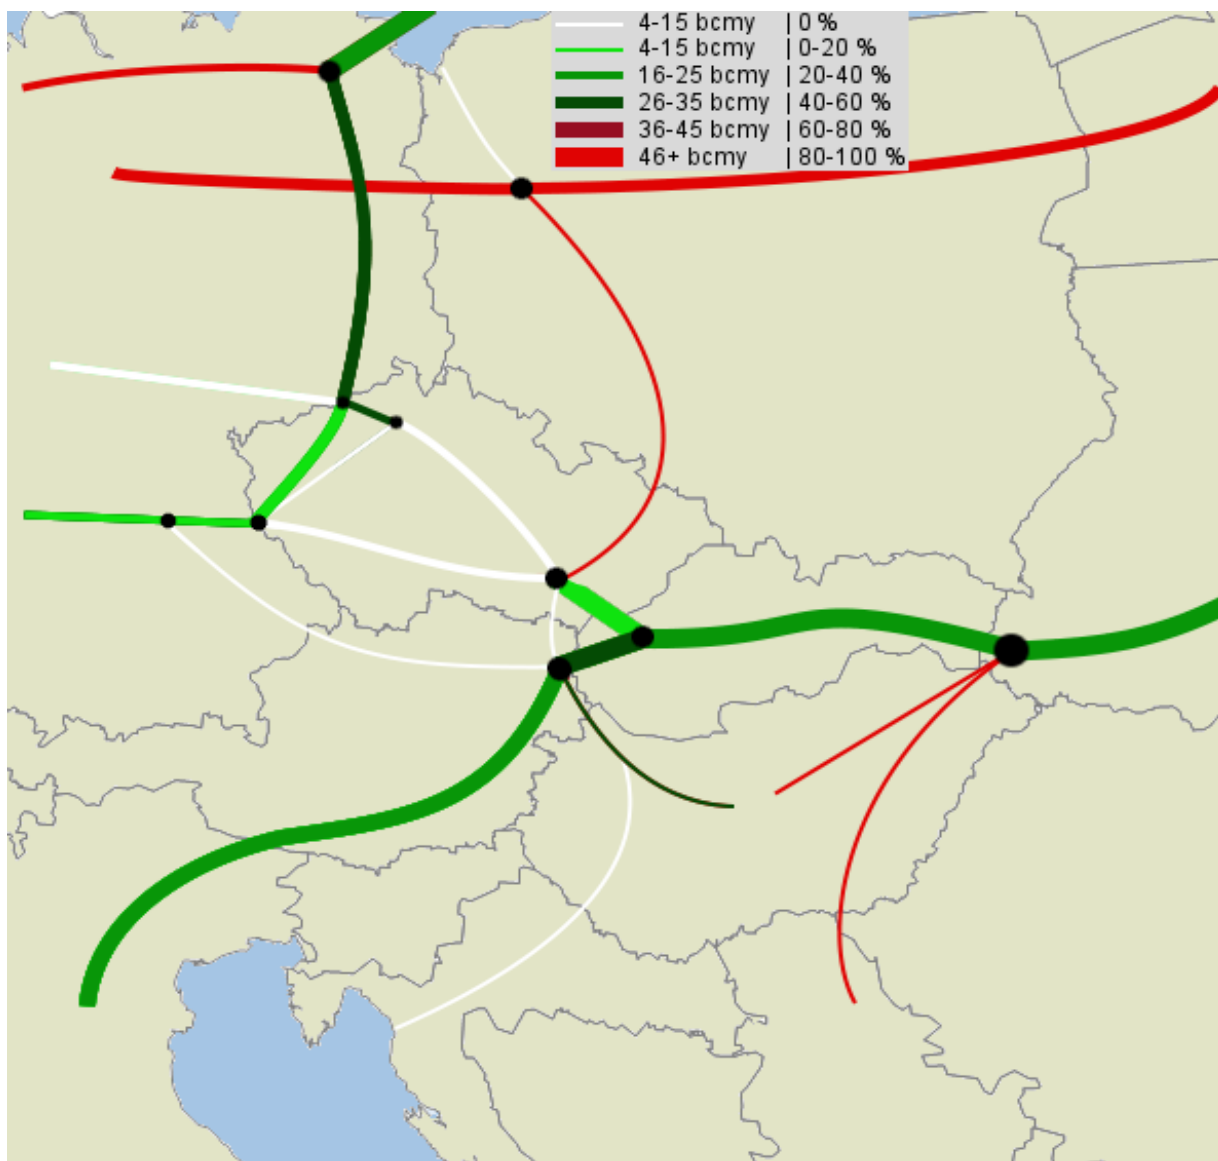 4-15 bcmy | 0 %
4-15 bcmy | 0-20 %
16-25 bcmy | 20-40 %
26-35 bcmy | 40-60 %
36-45 bcmy | 60-80 %
46+ bcmy | 80-100 %